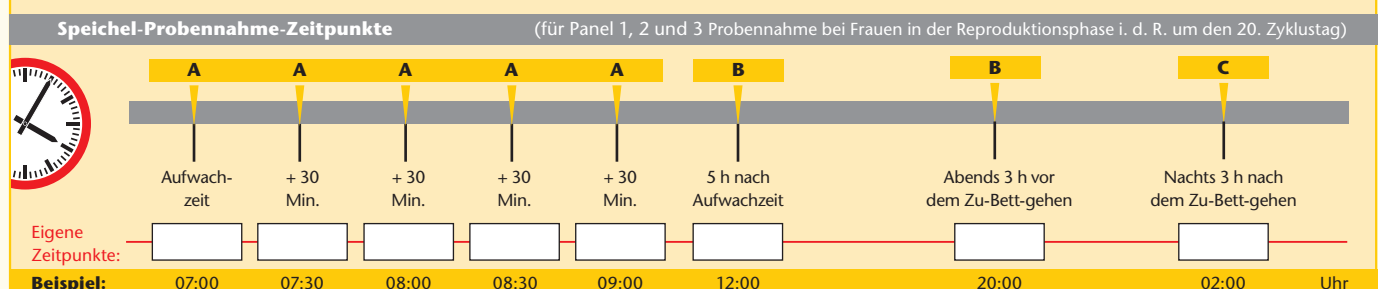 Speichel-Probennahme-Zeitpunkte (für Panel 1, 2 und 3 Probennahme bei Frauen in der Reproduktionsphase i. d. R. um den 20. Zyklustag)
A A A A A B B C
Aufwach- + 30 + 30 + 30 + 30 5 h nach Abends 3 h vor Nachts 3 h nach
zeit Min. Min. Min. Min. Aufwachzeit dem Zu-Bett-gehen dem Zu-Bett-gehen
Eigene
Zeitpunkte:
Beispiel: 07:00 07:30 08:00 08:30 09:00 12:00 20:00 02:00 Uhr